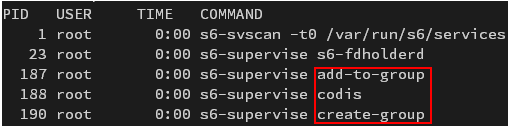 PID USER TIME COMMAND
1 root 0:00 s6-svscan -t0 /var/run/s6/services
23 root 0:00 s6-supervise s6-fdholderd
187 root 0:00 s6-supervise add-to-group
188 root 0:00 s6-supervise codis
190 root 0:00 s6-supervise create-group